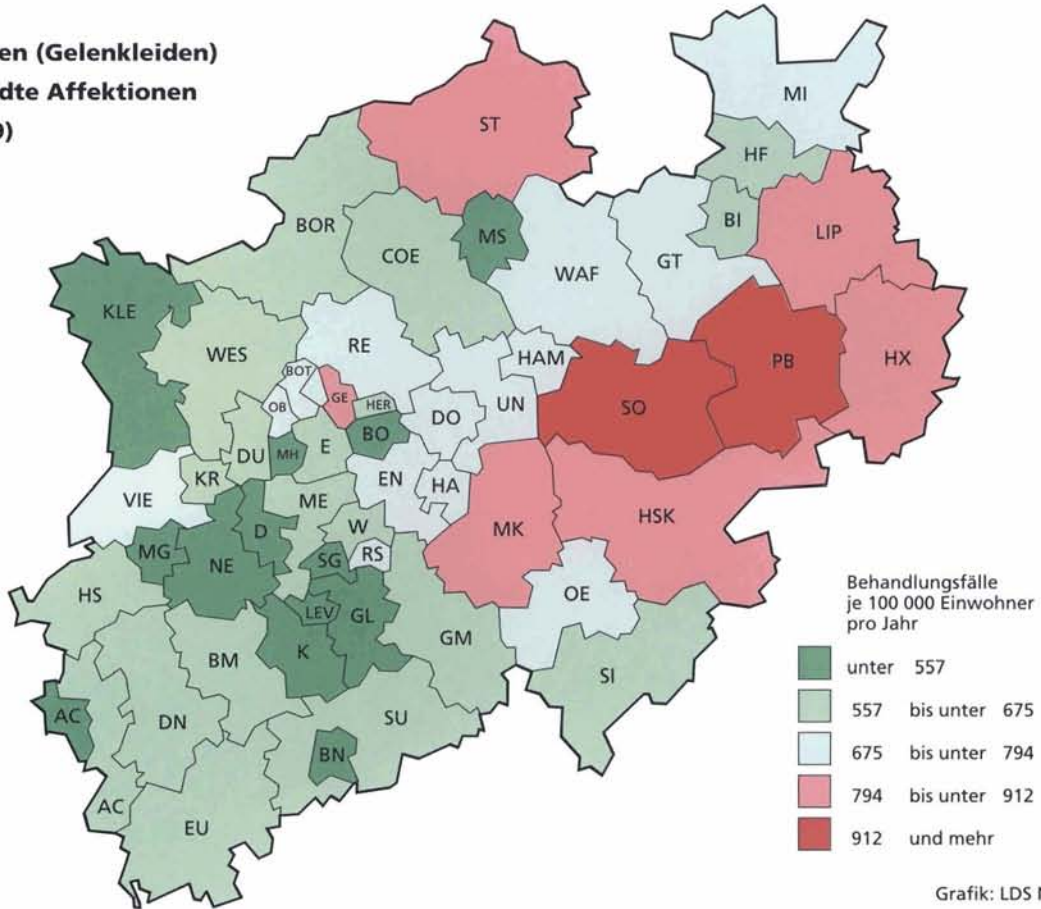 en (Gelenkleiden)
dte Affektionen
)
MI
ST
HF
BI
LIP
BOR
MS
COE
WAF
GT
KLE
WES
RE
HAM
PB
HX
BOT
OB
GE
HER
DO
UN
SO
BO
DU
MH
E
KR
EN
HA
VIE
ME
MK
HSK
W
D
MG
NE
SG
RS
HS
LEV
GL
OE
K
GM
BM
SI
AC
DN
SU
BN
AC
EU
Behandlungsfälle
je 100 000 Einwohner
pro Jahr
unter 557
557 bis unter 675
675 bis unter 794
794 bis unter 912
912 und mehr
Grafik: LDS N